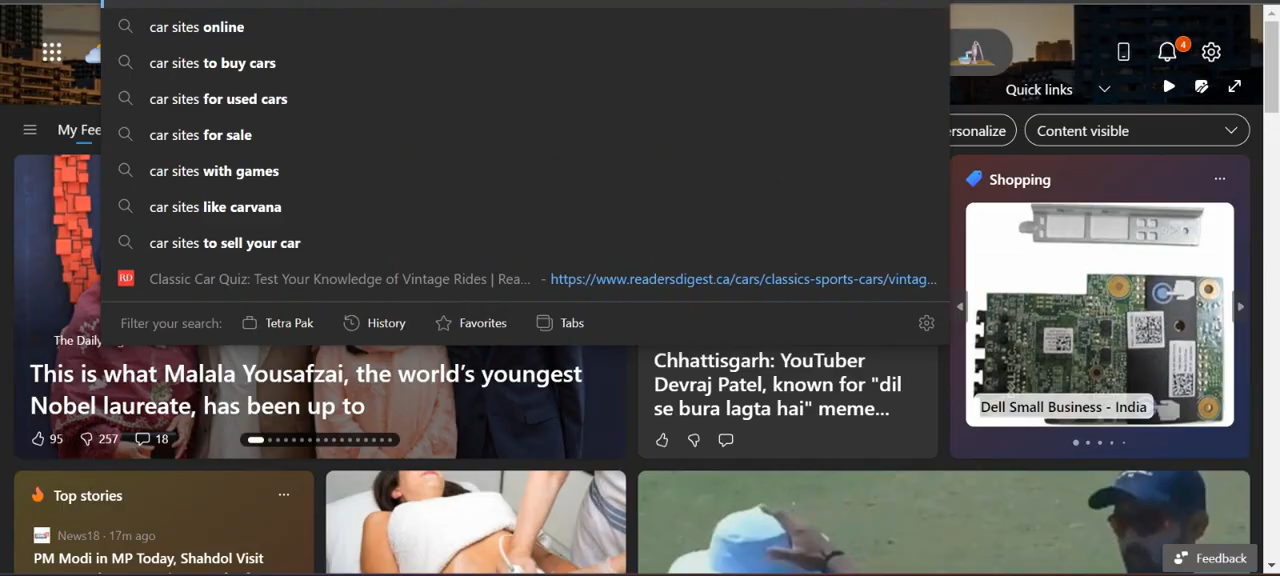 car sites online
car sites to buy cars
car sites for used cars
car sites for sale
car sites with games
car sites like carvana
car sites to sell your car
RD Classic Car Quiz: Test Your Knowledge of Vintage Rides | Rea... - https://www.readersdigest.ca/cars/classics-sports-cars/vintag...
Filter your search: Tetra Pak History Favorites Tabs
4
Quick links
My Fee
ersonalize
Content visible
Shopping
Dell Small Business - India
The Daily
This is what Malala Yousafzai, the world's youngest
Nobel laureate, has been up to
95 257 18
Chhattisgarh: YouTuber
Devraj Patel, known for "dil
se bura lagta hai" meme...
Top stories
News18 · 17m ago
PM Modi in MP Today, Shahdol Visit
Feedback